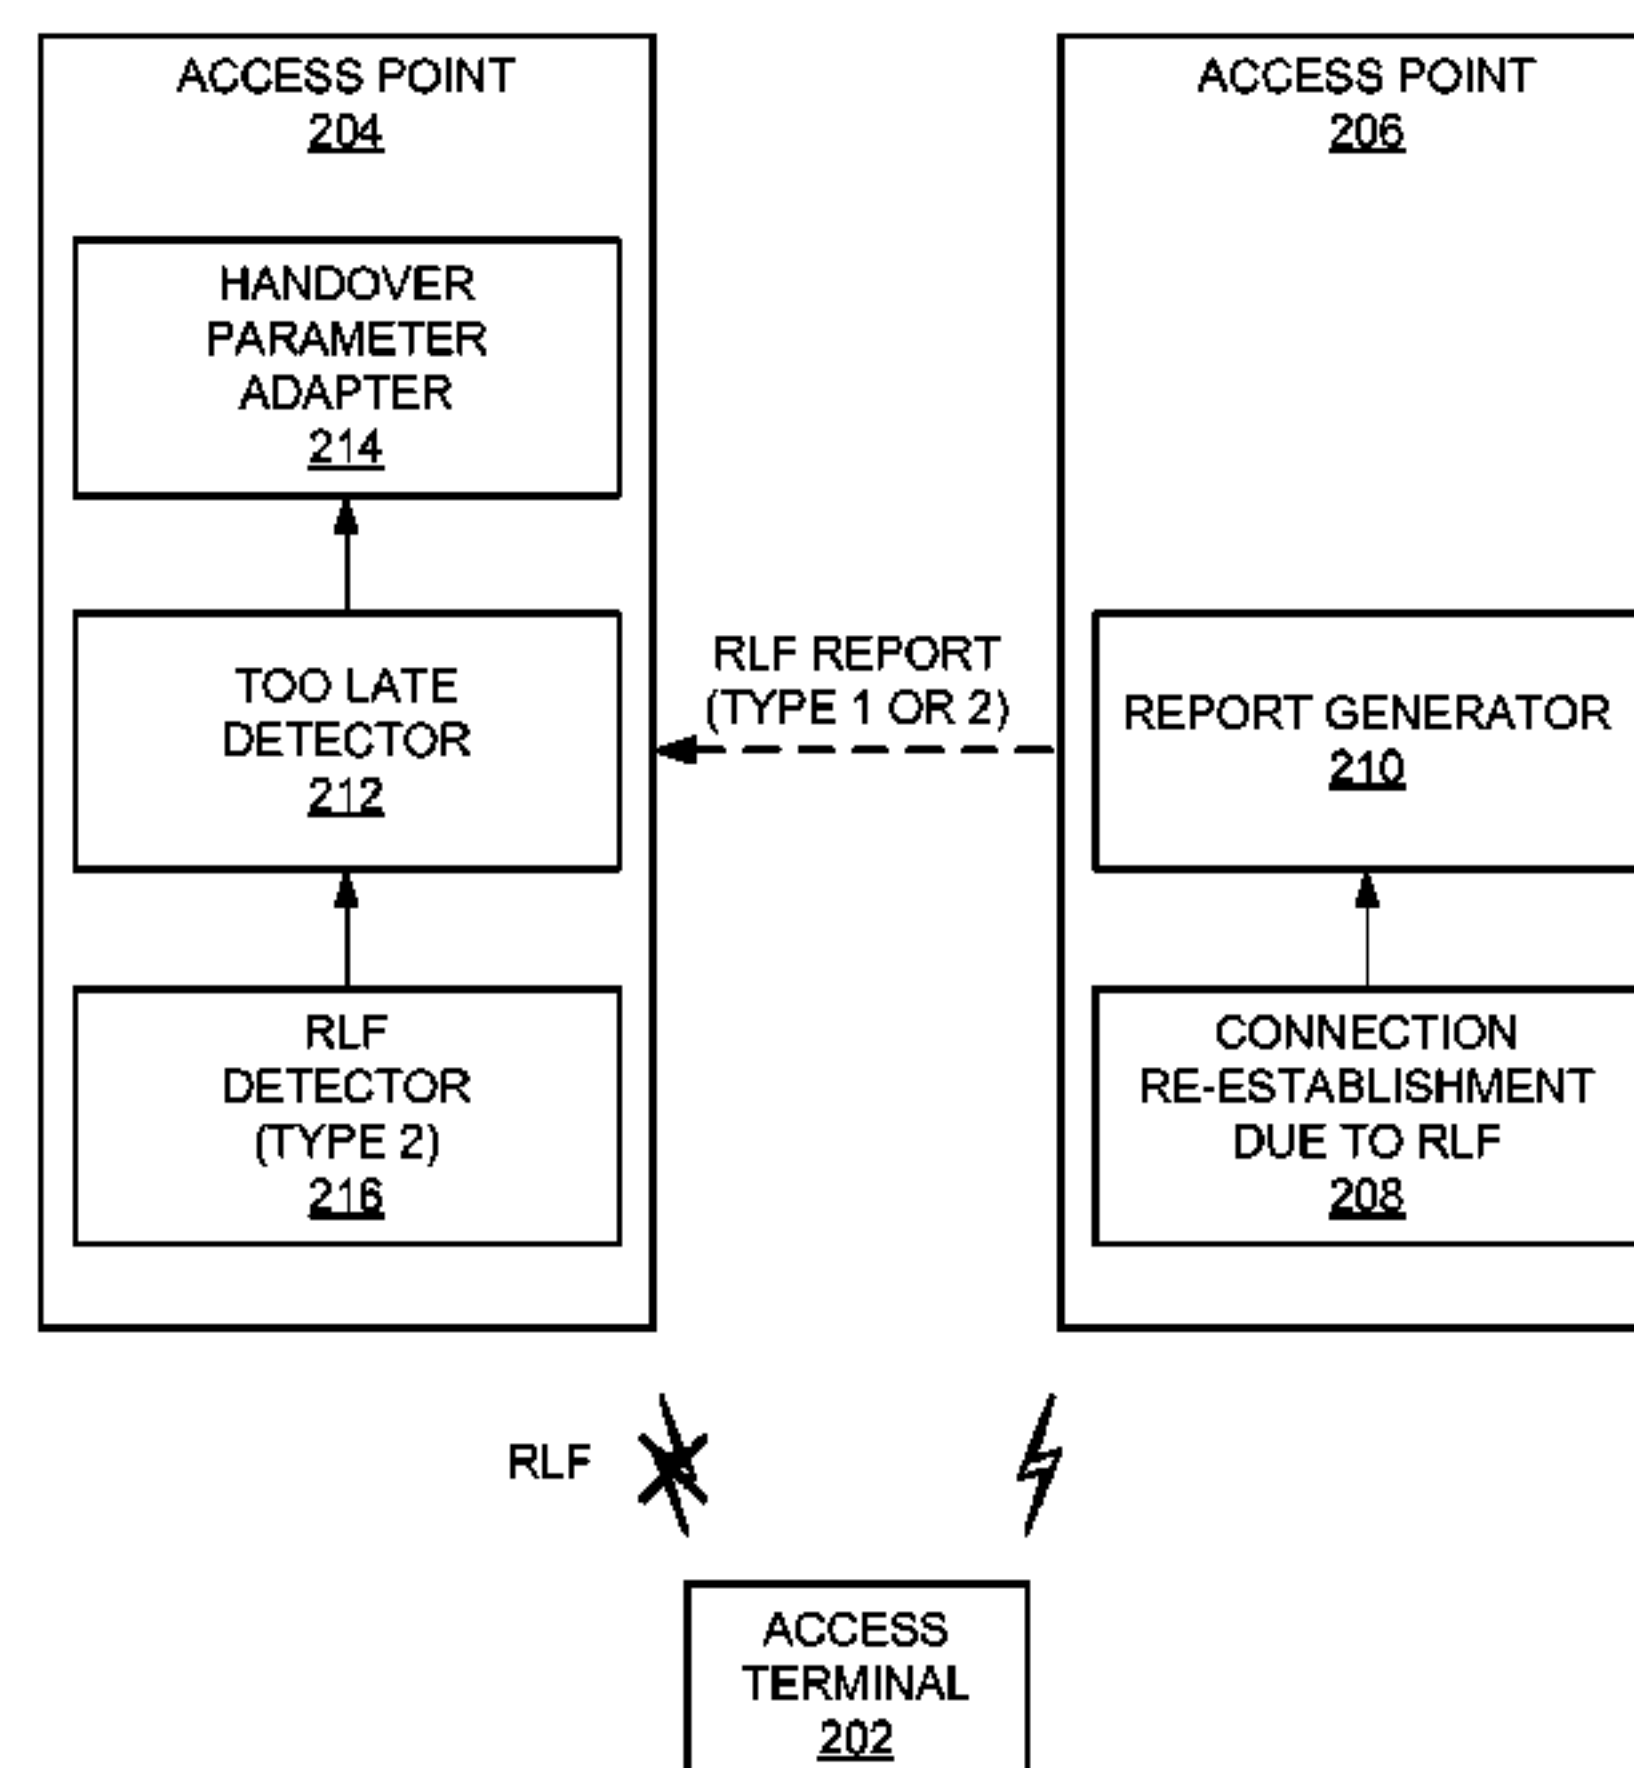 ACCESS POINT
204
HANDOVER
PARAMETER
ADAPTER
214
TOO LATE
DETECTOR
212
RLF
DETECTOR
(TYPE 2)
216
RLF REPORT
(TYPE 1 OR 2)
ACCESS POINT
206
REPORT GENERATOR
210
CONNECTION
RE-ESTABLISHMENT
DUE TO RLF
208
RLF
ACCESS
TERMINAL
202